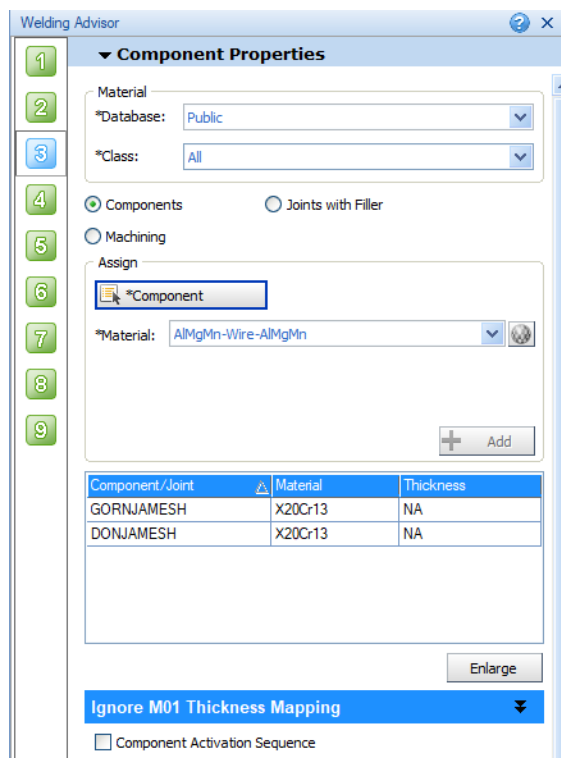 Welding Advisor
Component Properties
1
2
3
4
5
6
7
8
9
Material
*Database: Public
*Class: All
Components Joints with Filler
Machining
Assign
*Component
*Material: AlMgMn-Wire-AlMgMn
Add
Component/Joint Material Thickness
GORNJAMESH X20Cr13 NA
DONJAMESH X20Cr13 NA
Enlarge
Ignore M01 Thickness Mapping
Component Activation Sequence